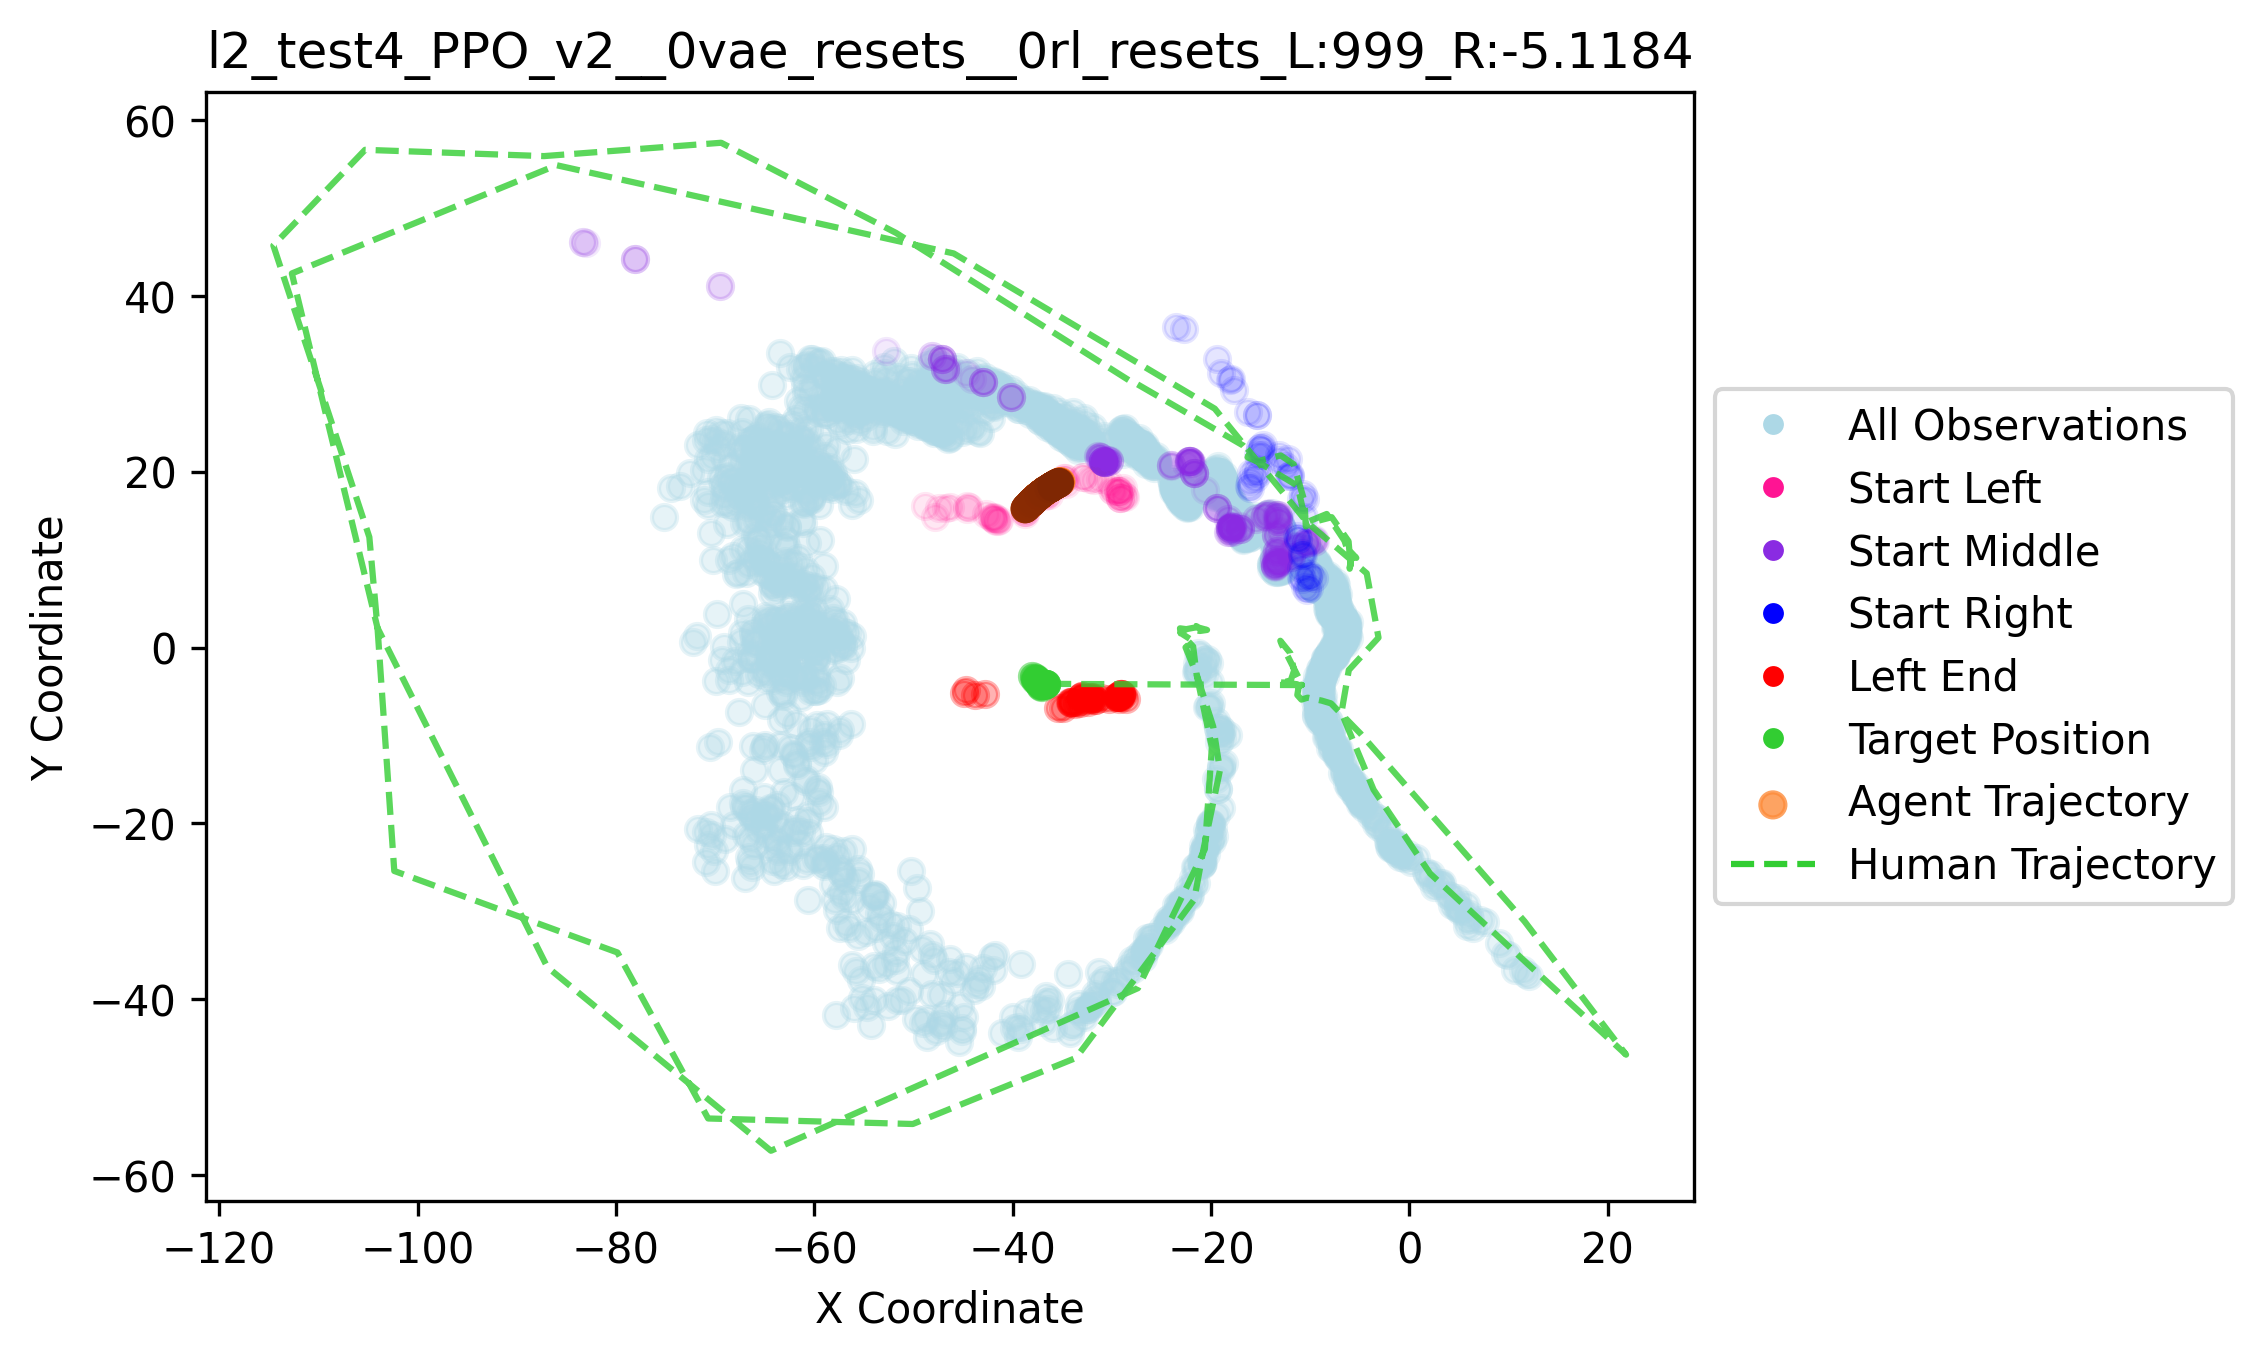 l2_test4_PPO_v2__0vae_resets__0rl_resets_L:999_R:-5.1184
60
40
20
0
−20
−40
−60
Y Coordinate
−120
−100
−80
−60
−40
−20
0
20
X Coordinate
All Observations
Start Left
Start Middle
Start Right
Left End
Target Position
Agent Trajectory
Human Trajectory